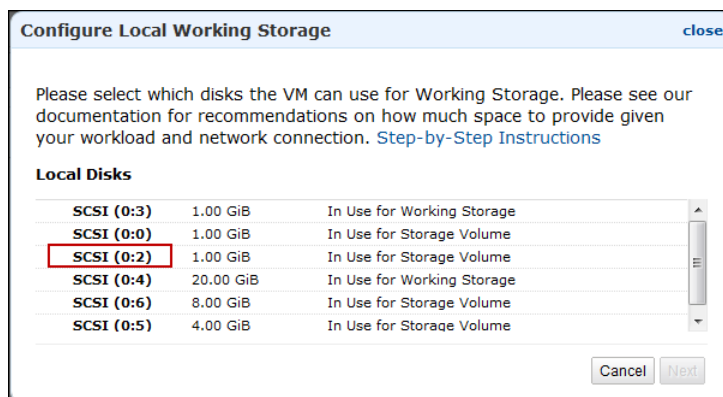 Configure Local Working Storage close
Please select which disks the VM can use for Working Storage. Please see our
documentation for recommendations on how much space to provide given
your workload and network connection. Step-by-Step Instructions
Local Disks
SCSI (0:3) 1.00 GiB In Use for Working Storage
SCSI (0:0) 1.00 GiB In Use for Storage Volume
SCSI (0:2) 1.00 GiB In Use for Storage Volume
SCSI (0:4) 20.00 GiB In Use for Working Storage
SCSI (0:6) 8.00 GiB In Use for Storage Volume
SCSI (0:5) 4.00 GiB In Use for Storage Volume
Cancel Next